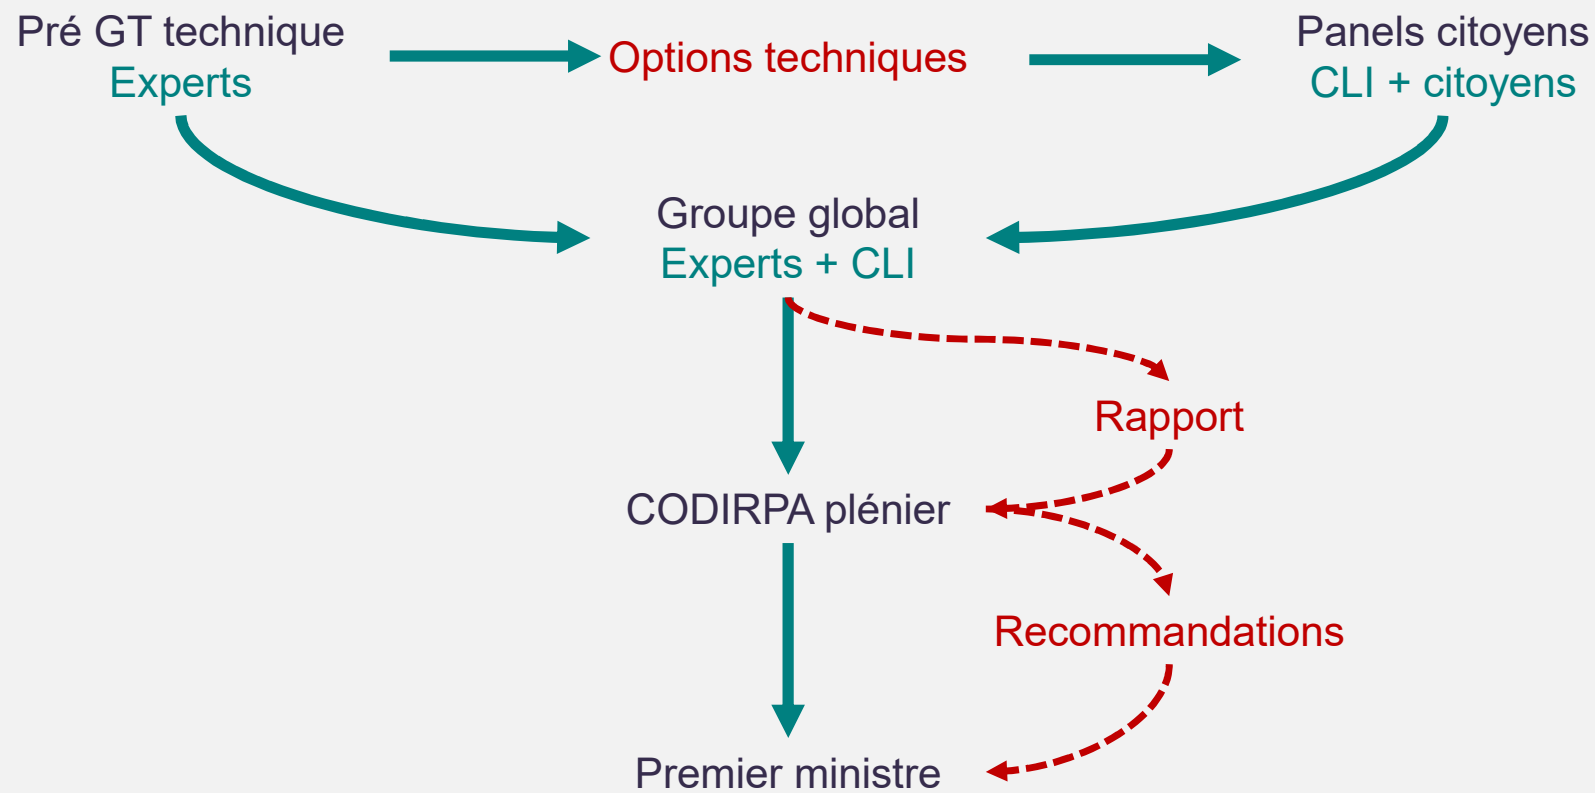 Pré GT technique
Experts
Options techniques
Panels citoyens
CLI + citoyens
Groupe global
Experts + CLI
Rapport
CODIRPA plénier
Recommandations
Premier ministre